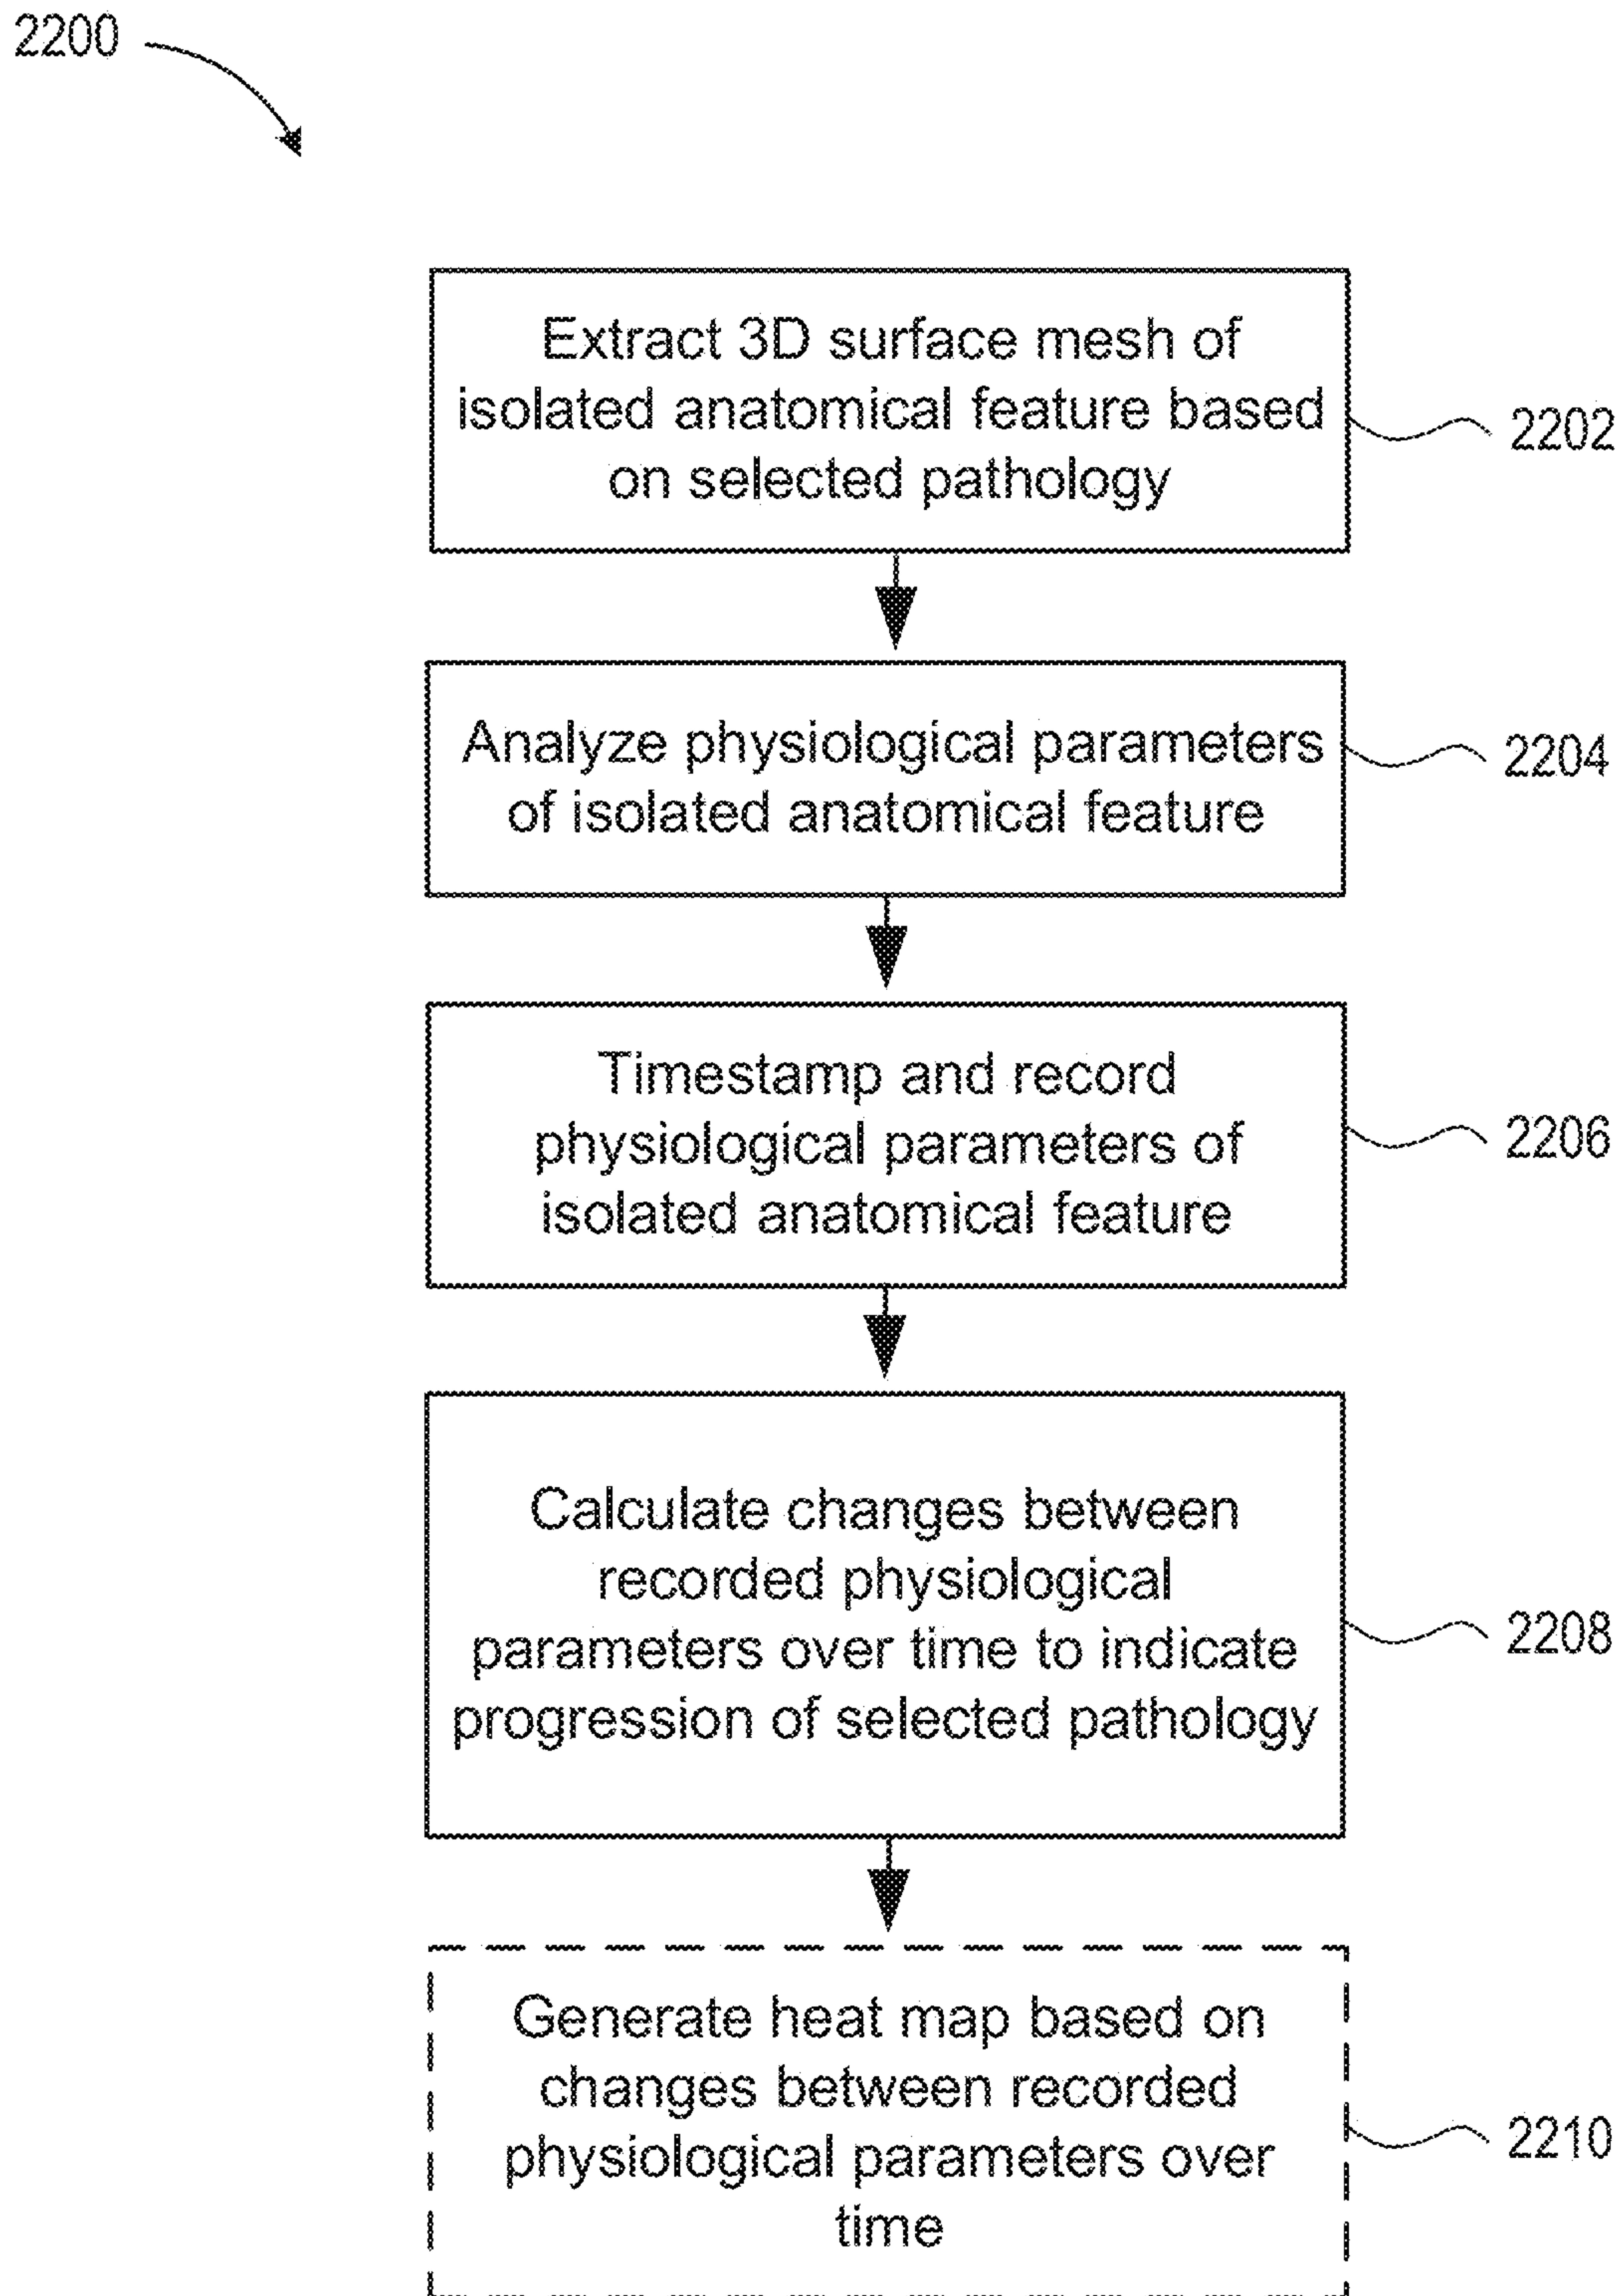 2200
Extract 3D surface mesh of
isolated anatomical feature based
on selected pathology
2202
Analyze physiological parameters
of isolated anatomical feature
2204
Timestamp and record
physiological parameters of
isolated anatomical feature
2206
Calculate changes between
recorded physiological
parameters over time to indicate
progression of selected pathology
2208
Generate heat map based on
changes between recorded
physiological parameters over
time
2210